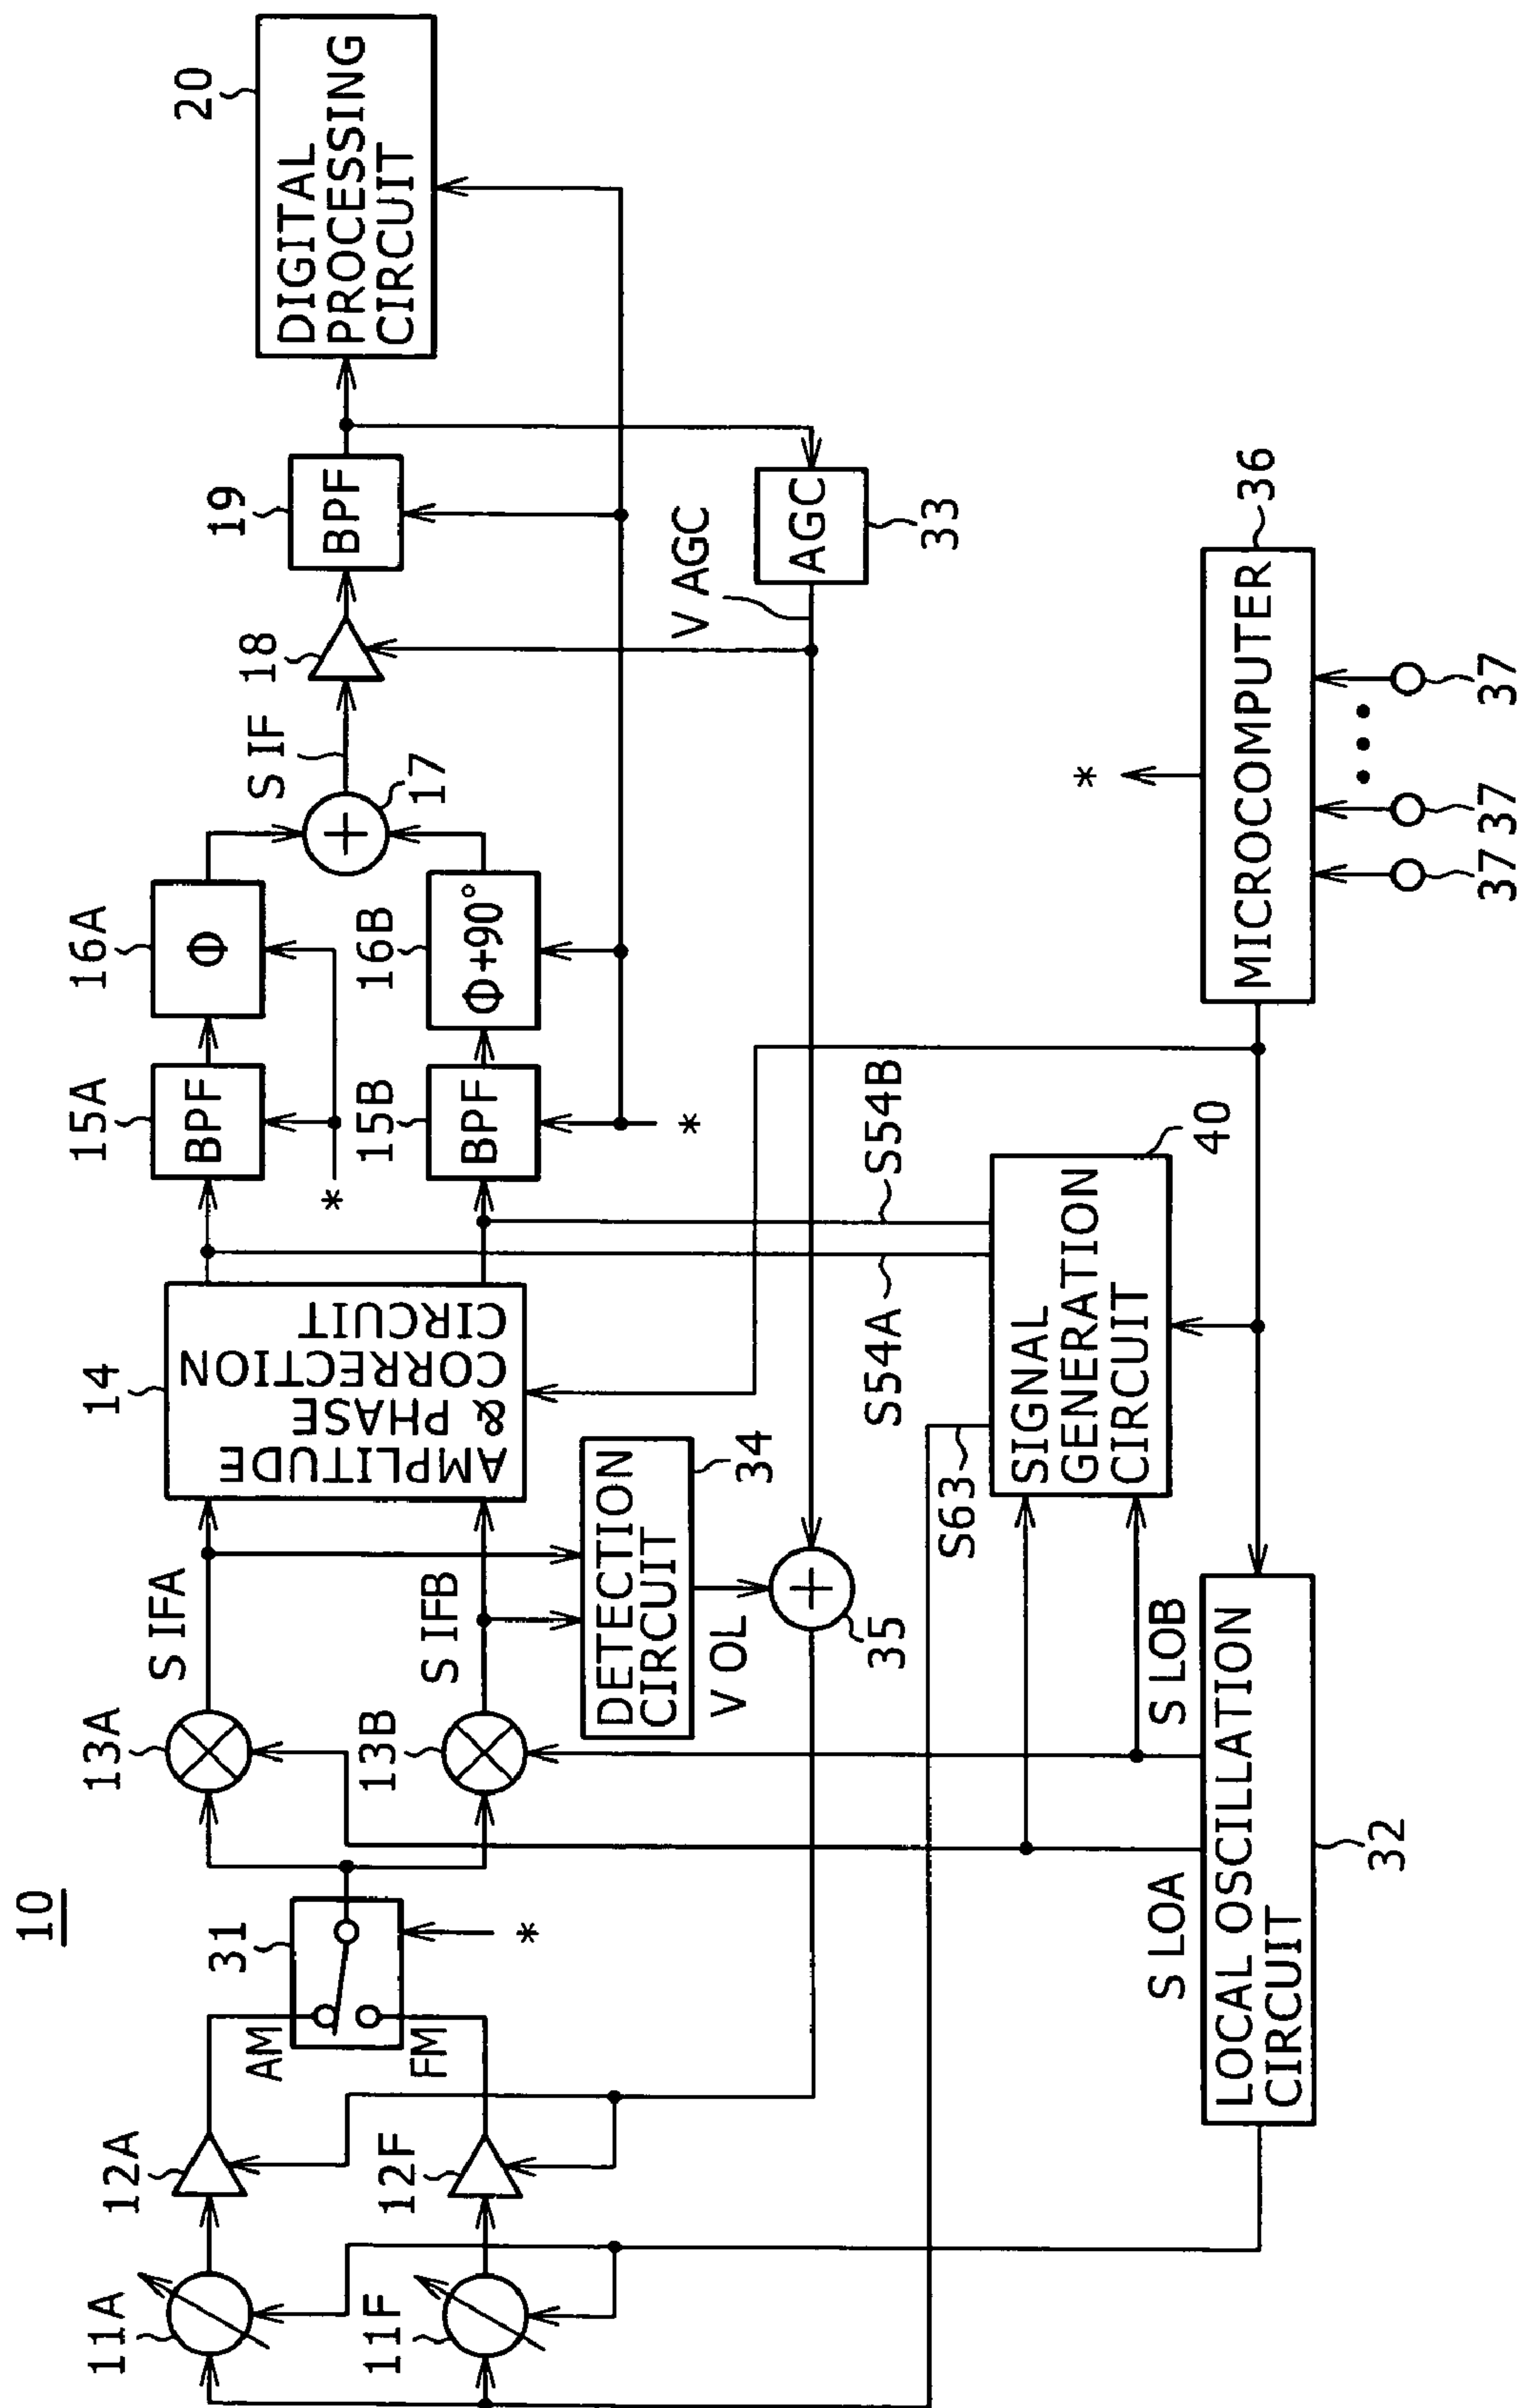 10
11A
12A
AM
31
13A
S IFA
14
AMPLITUDE
& PHASE
CORRECTION
CIRCUIT
15A
BPF
16A
Φ
*
11F
12F
FM
*
13B
S IFB
15B
BPF
16B
Φ+90°
*
17
S IF
18
19
BPF
20
DIGITAL
PROCESSING
CIRCUIT
DETECTION
CIRCUIT
34
V OL
35
V AGC
AGC
33
S63
S54A
S54B
SIGNAL
GENERATION
CIRCUIT
40
S LOA
S LOB
LOCAL OSCILLATION
CIRCUIT
32
*
MICROCOMPUTER
36
37
37
37